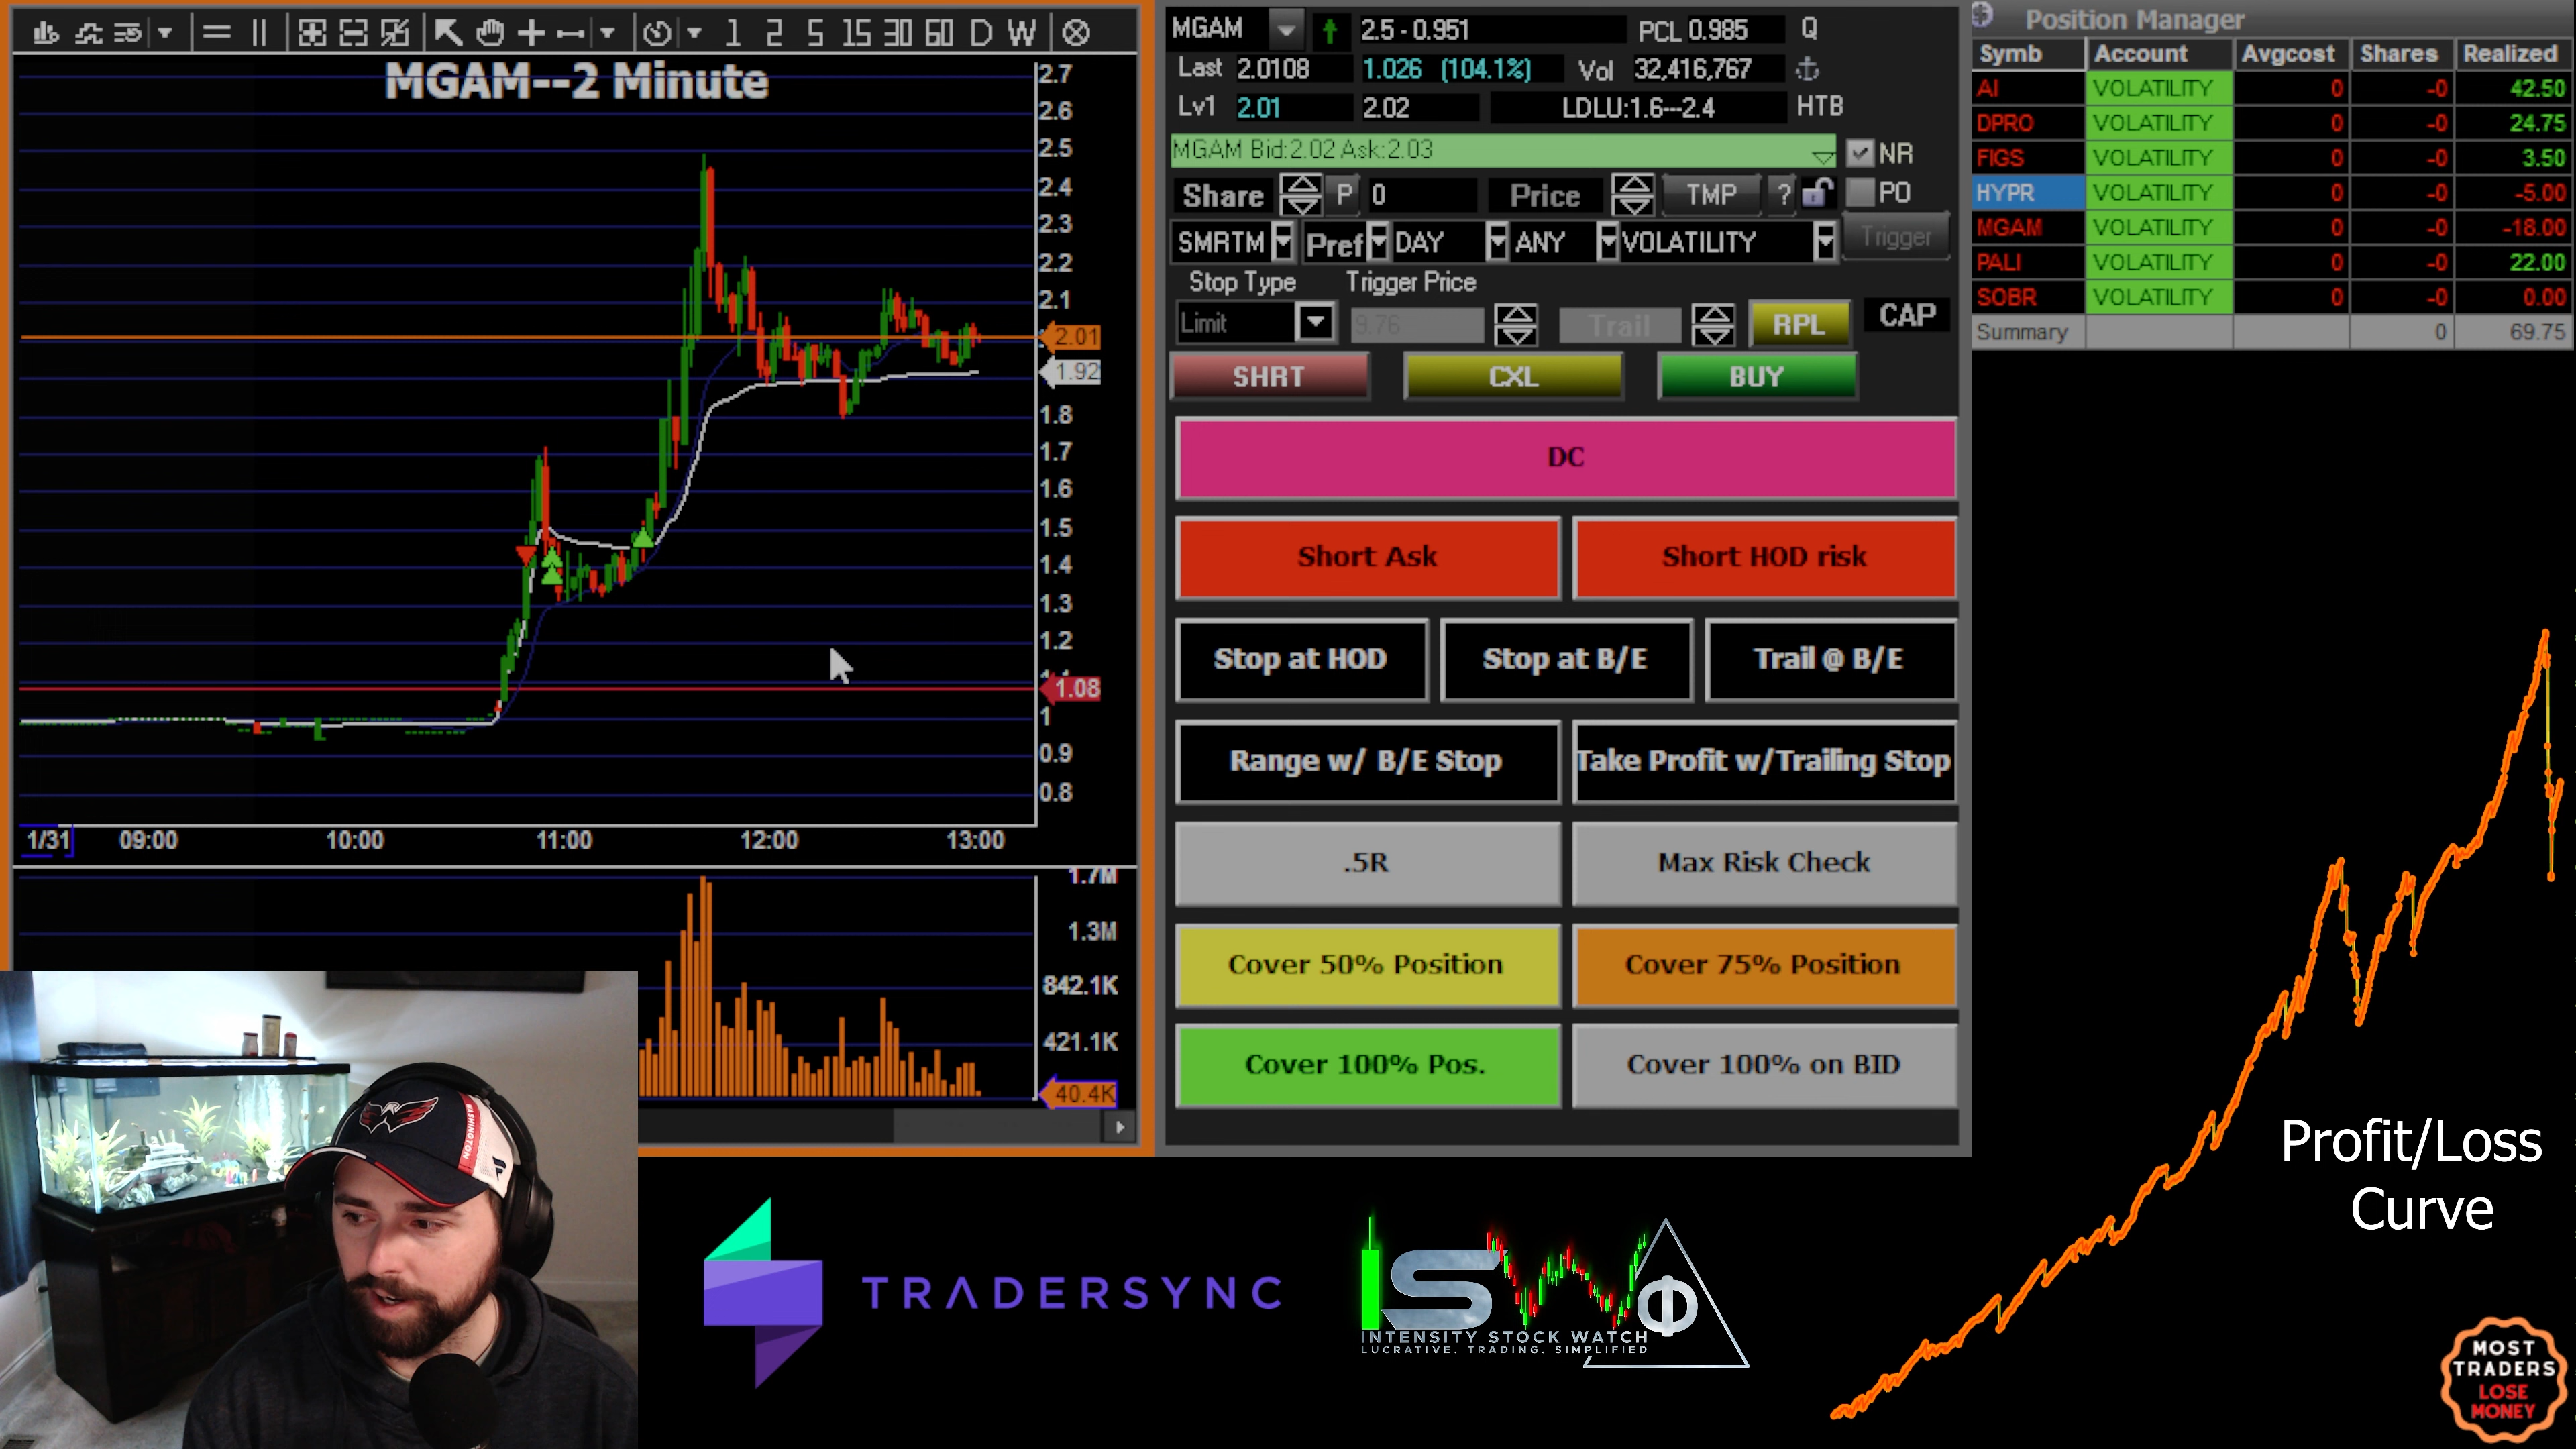 1 2 5 15 30 60 D W
MGAM--2 Minute
2.7
2.6
2.5
2.4
2.3
2.2
2.1
2.01
1.92
1.8
1.7
1.6
1.5
1.4
1.3
1.2
1.08
1
0.9
0.8
1/31 09:00 10:00 11:00 12:00 13:00
1.7M
1.3M
842.1K
421.1K
40.4K
MGAM 2.5 - 0.951 PCL 0.985 Q
Last 2.0108 1.026 (104.1%) Vol 32,416,767
Lv1 2.01 2.02 LDLU:1.6---2.4 HTB
MGAM Bid:2.02 Ask:2.03 NR
Share P 0 Price TMP ? PO
SMRTM Pref DAY ANY VOLATILITY Trigger
Stop Type Trigger Price
Limit 9.76 Trail RPL CAP
SHRT CXL BUY
DC
Short Ask Short HOD risk
Stop at HOD Stop at B/E Trail @ B/E
Range w/ B/E Stop Take Profit w/Trailing Stop
.5R Max Risk Check
Cover 50% Position Cover 75% Position
Cover 100% Pos. Cover 100% on BID
Position Manager
Symb Account Avgcost Shares Realized
AI VOLATILITY 0 -0 42.50
DPRO VOLATILITY 0 -0 24.75
FIGS VOLATILITY 0 -0 3.50
HYPR VOLATILITY 0 -0 -5.00
MGAM VOLATILITY 0 -0 -18.00
PALI VOLATILITY 0 -0 22.00
SOBR VOLATILITY 0 -0 0.00
Summary 0 69.75
Profit/Loss
Curve
WASHINGTON
TRADERSYNC
ISW
INTENSITY STOCK WATCH
LUCRATIVE. TRADING. SIMPLIFIED
MOST
TRADERS
LOSE
MONEY